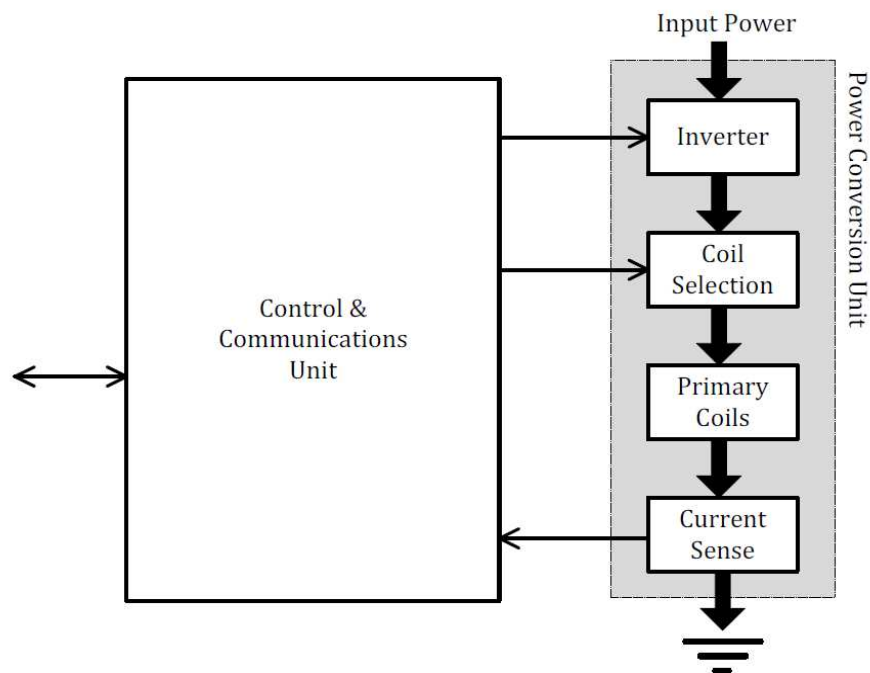 Input Power
Inverter
Coil
Selection
Control &
Communications
Unit
Primary
Coils
Current
Sense
Power Conversion Unit